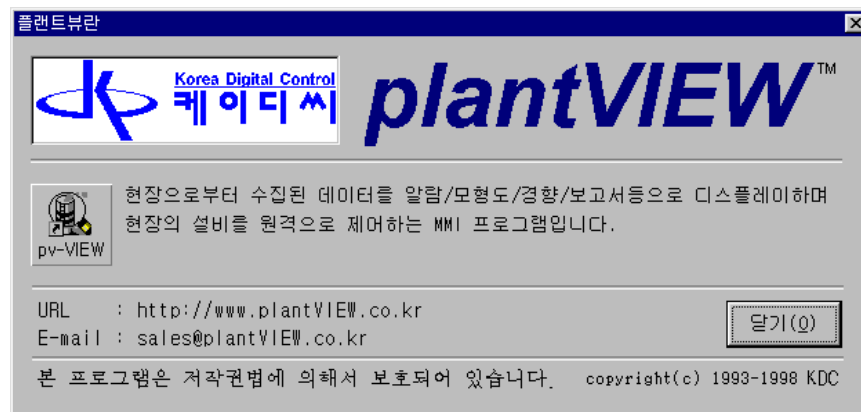 플랜트뷰란
Korea Digital Control
케이디씨
plantVIEW™
현장으로부터 수집된 데이터를 알람/모형도/경향/보고서등으로 디스플레이하며
현장의 설비를 원격으로 제어하는 MMI 프로그램입니다.
pv-VIEW
URL : http://www.plantVIEW.co.kr
E-mail : sales@plantVIEW.co.kr
닫기(O)
본 프로그램은 저작권법에 의해서 보호되어 있습니다. copyright(c) 1993-1998 KDC